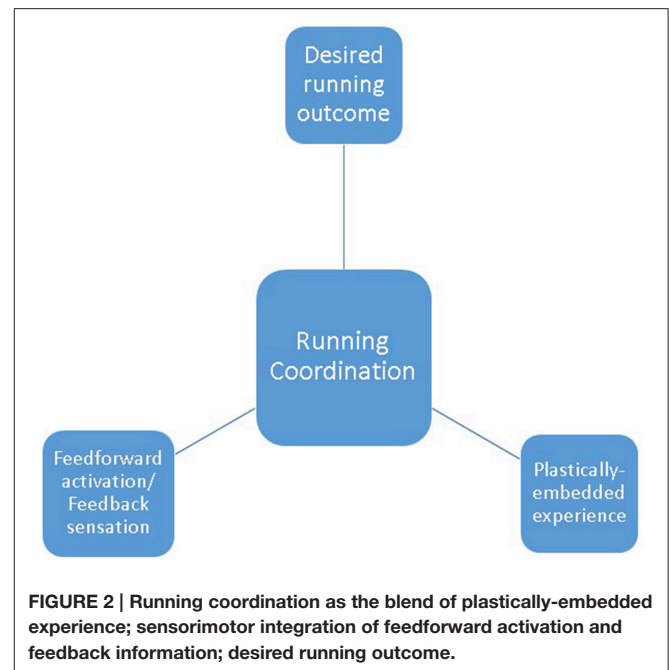 Desired
running
outcome
Running
Coordination
Feedforward
activation/
Feedback
sensation
Plastically-
embedded
experience
FIGURE 2 | Running coordination as the blend of plastically-embedded
experience; sensorimotor integration of feedforward activation and
feedback information; desired running outcome.